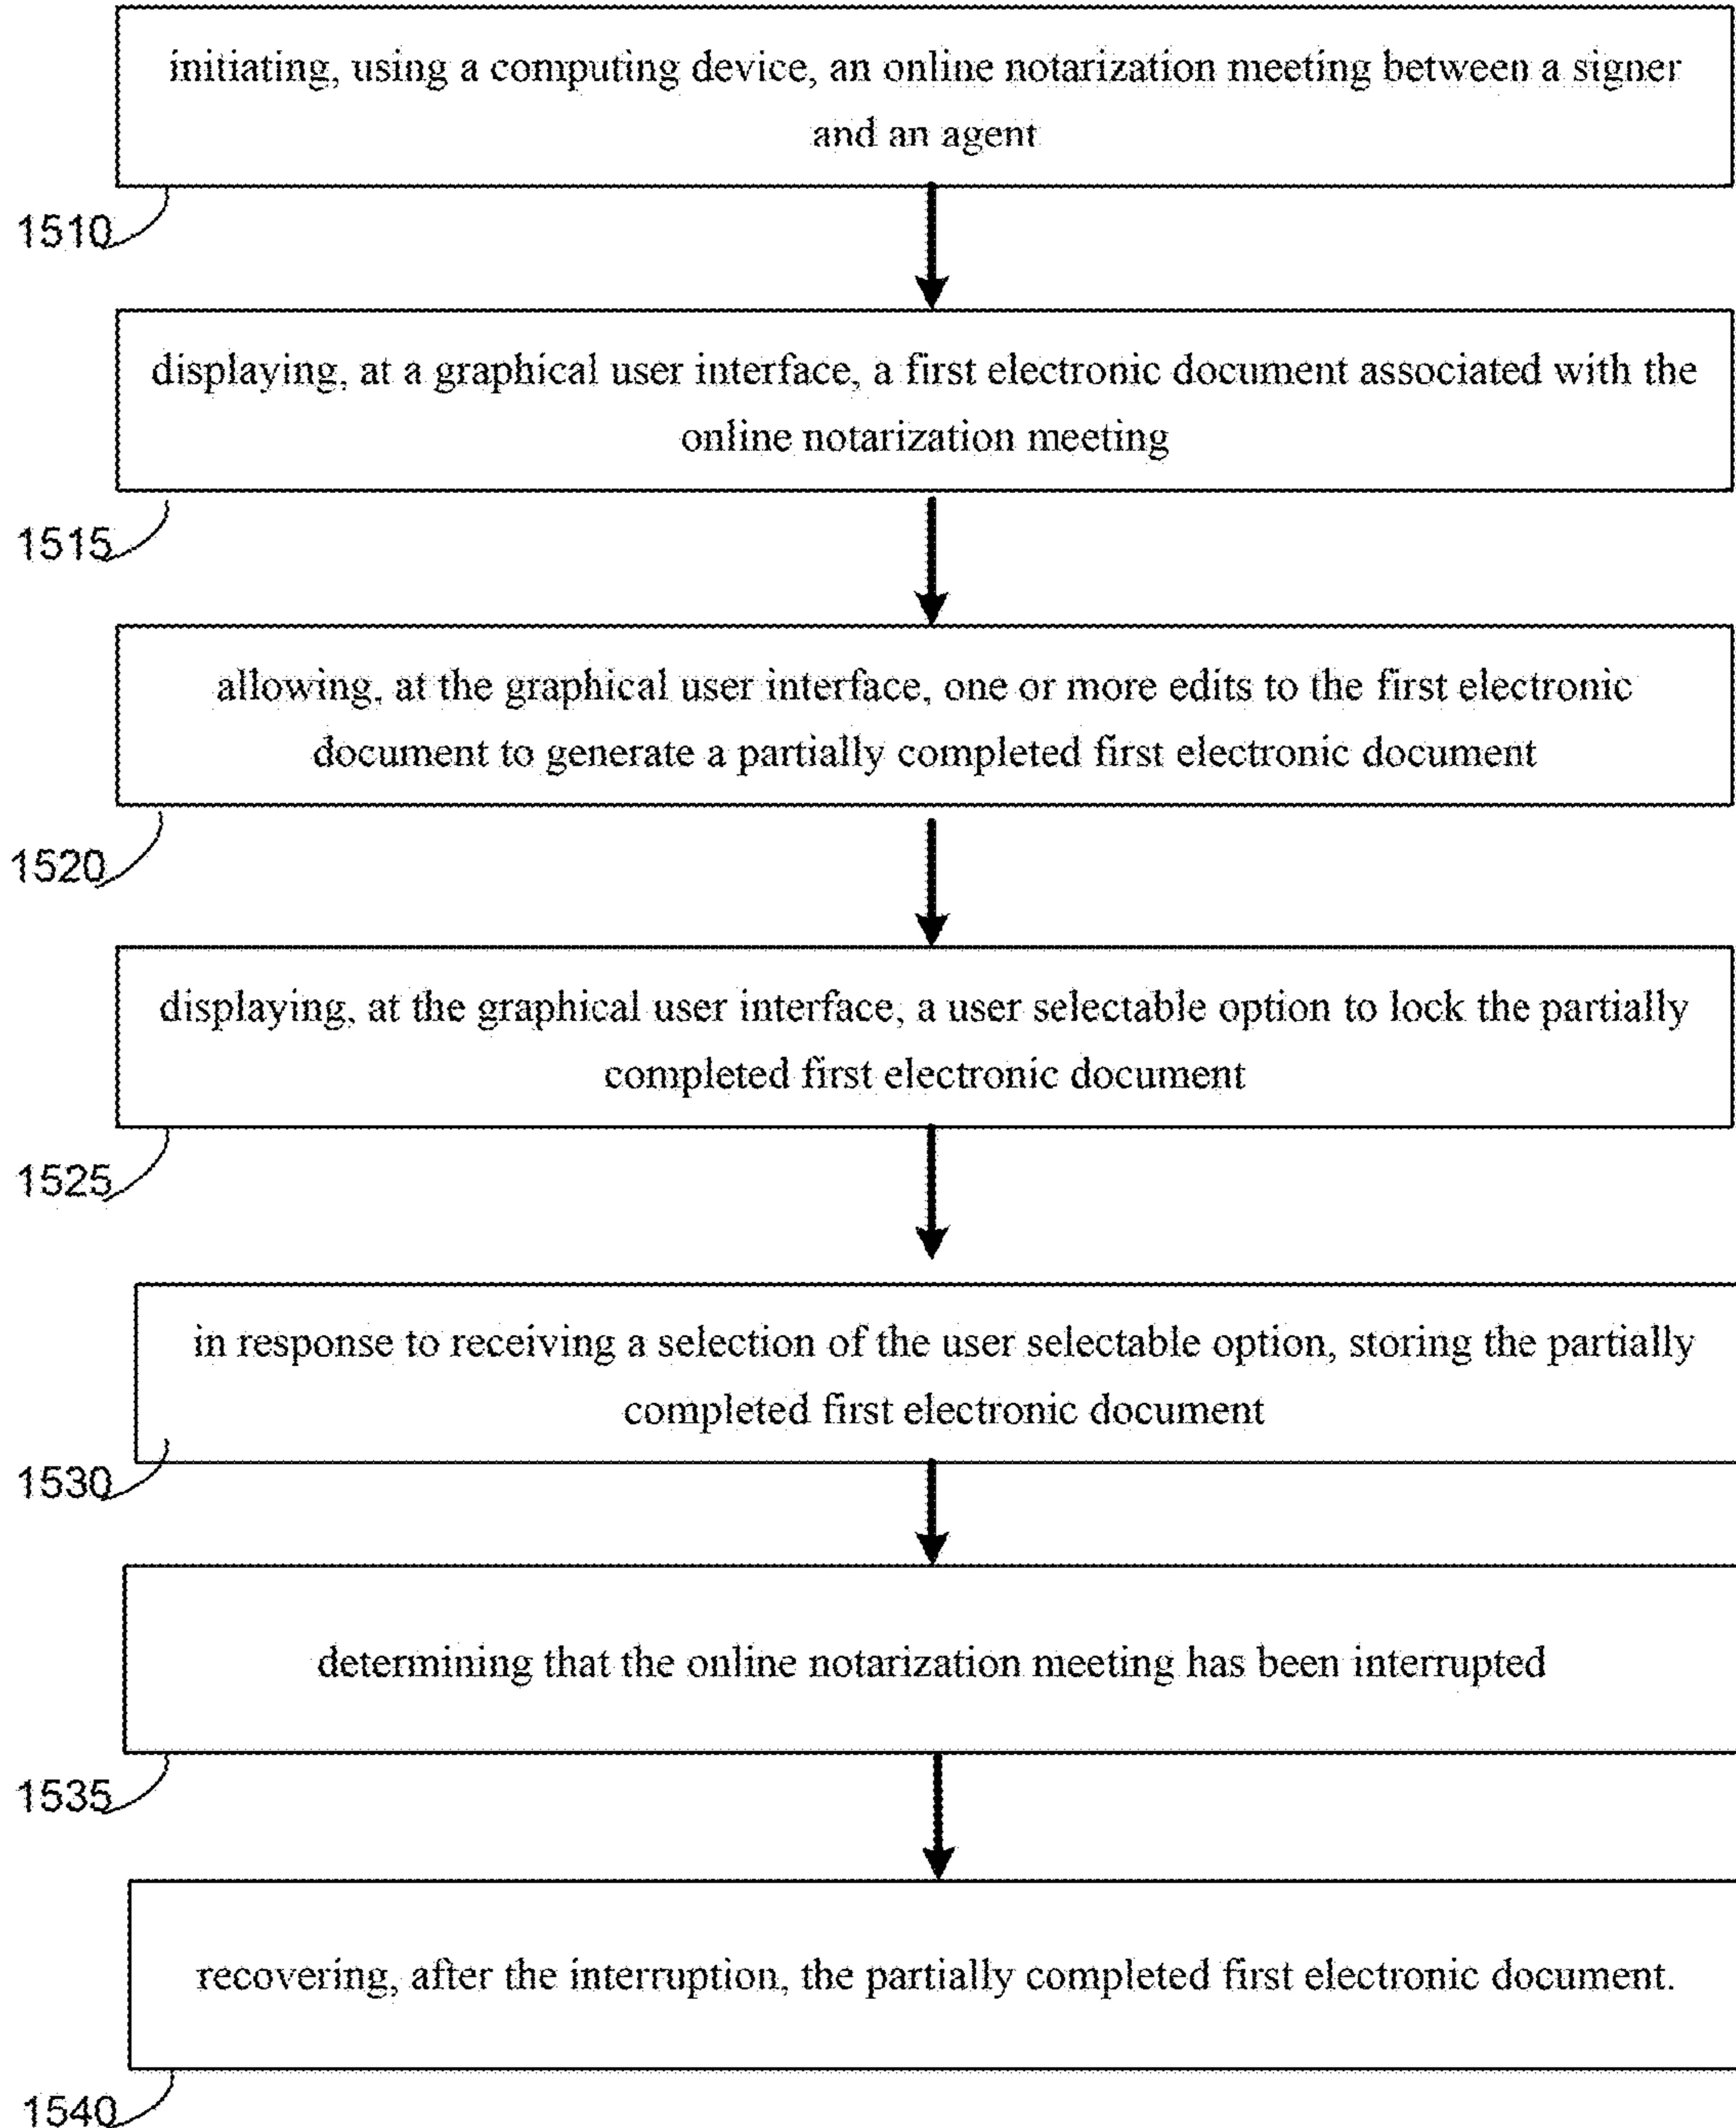 initiating, using a computing device, an online notarization meeting between a signer
and an agent
1510
displaying, at a graphical user interface, a first electronic document associated with the
online notarization meeting
1515
allowing, at the graphical user interface, one or more edits to the first electronic
document to generate a partially completed first electronic document
1520
displaying, at the graphical user interface, a user selectable option to lock the partially
completed first electronic document
1525
in response to receiving a selection of the user selectable option, storing the partially
completed first electronic document
1530
determining that the online notarization meeting has been interrupted
1535
recovering, after the interruption, the partially completed first electronic document.
1540